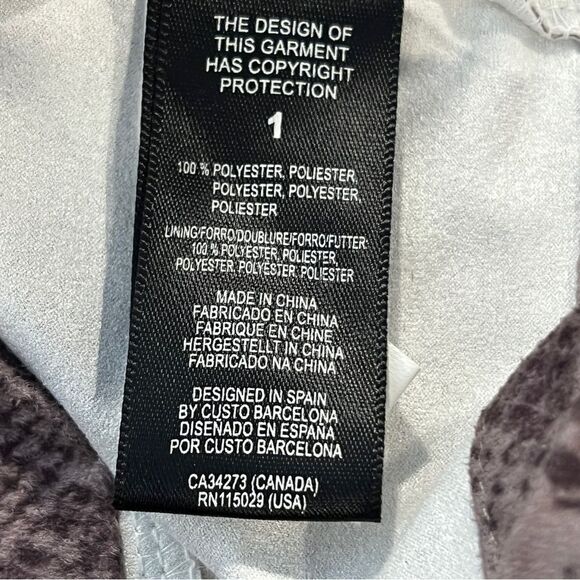 THE DESIGN OF
THIS GARMENT
HAS COPYRIGHT
PROTECTION
1
100 % POLYESTER, POLIESTER,
POLYESTER, POLYESTER,
POLIESTER
LINING/FORRO/DOUBLURE/FORRO/FUTTER:
100 % POLYESTER, POLIESTER,
POLYESTER, POLYESTER, POLIESTER
MADE IN CHINA
FABRICADO EN CHINA
FABRIQUE EN CHINE
HERGESTELLT IN CHINA
FABRICADO NA CHINA
DESIGNED IN SPAIN
BY CUSTO BARCELONA
DISEÑADO EN ESPAÑA
POR CUSTO BARCELONA
CA34273 (CANADA)
RN115029 (USA)